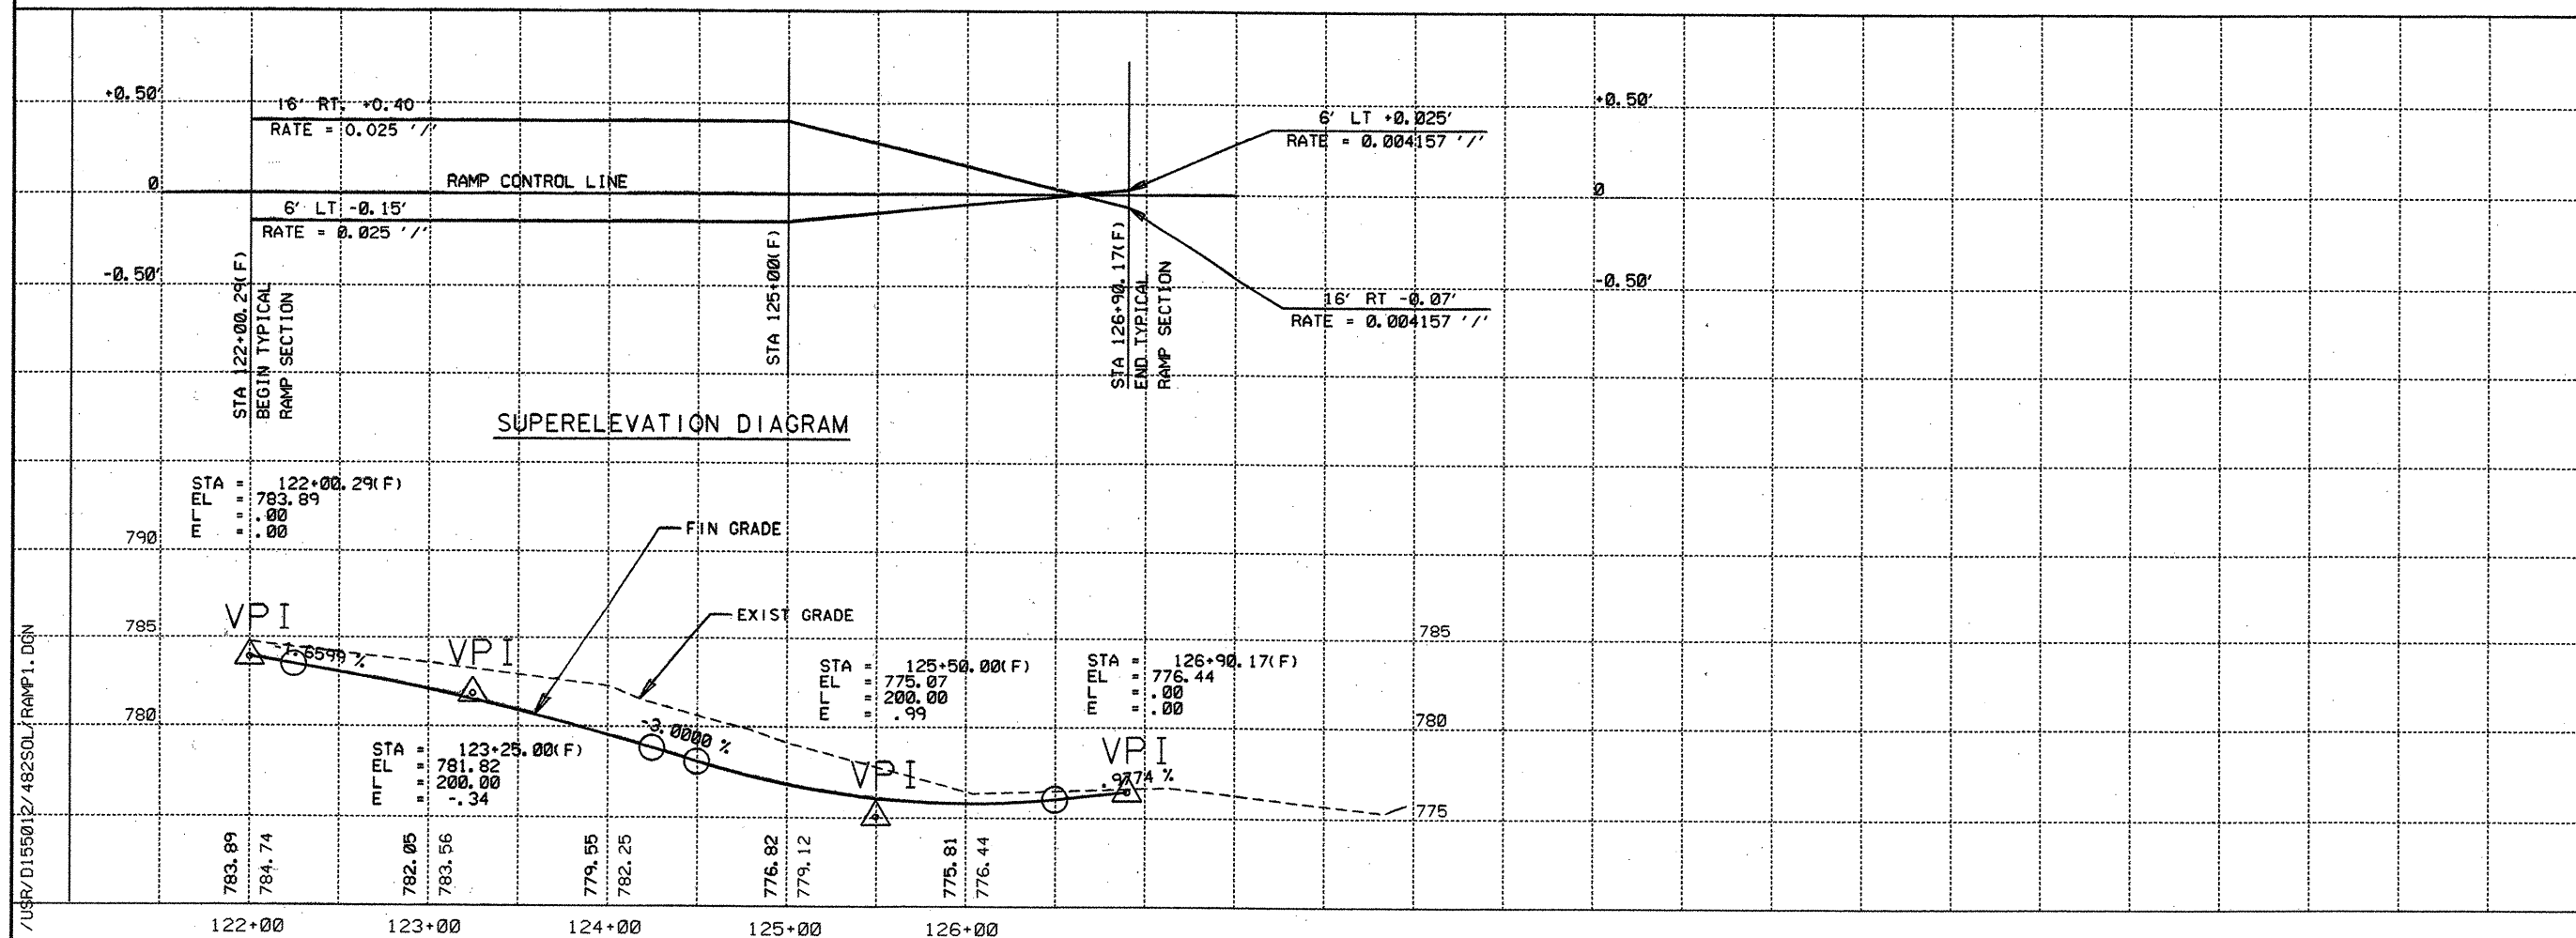 +0.50'
16' RT. +0.40
RATE = 0.025 '/'
0
RAMP CONTROL LINE
6' LT -0.15'
RATE = 0.025 '/'
-0.50'
STA 122+00.29(F)
BEGIN TYPICAL
RAMP SECTION
STA 125+00(F)
STA 126+90.17(F)
END TYPICAL
RAMP SECTION
6' LT +0.025'
RATE = 0.004157 '/'
16' RT -0.07'
RATE = 0.004157 '/'
+0.50'
0
-0.50'
SUPERELEVATION DIAGRAM
STA = 122+00.29(F)
EL = 783.89
L = .00
E = .00
790
785
780
FIN GRADE
EXIST GRADE
VPI
VPI
VPI
VPI
-3.0000 %
.9774 %
STA = 123+25.00(F)
EL = 781.82
L = 200.00
E = -.34
STA = 125+50.00(F)
EL = 775.07
L = 200.00
E = .99
STA = 126+90.17(F)
EL = 776.44
L = .00
E = .00
785
780
775
783.89
784.74
782.05
783.56
779.55
782.25
776.82
779.12
775.81
776.44
122+00
123+00
124+00
125+00
126+00
/USR/D155012/482SOL/RAMP1.DGN